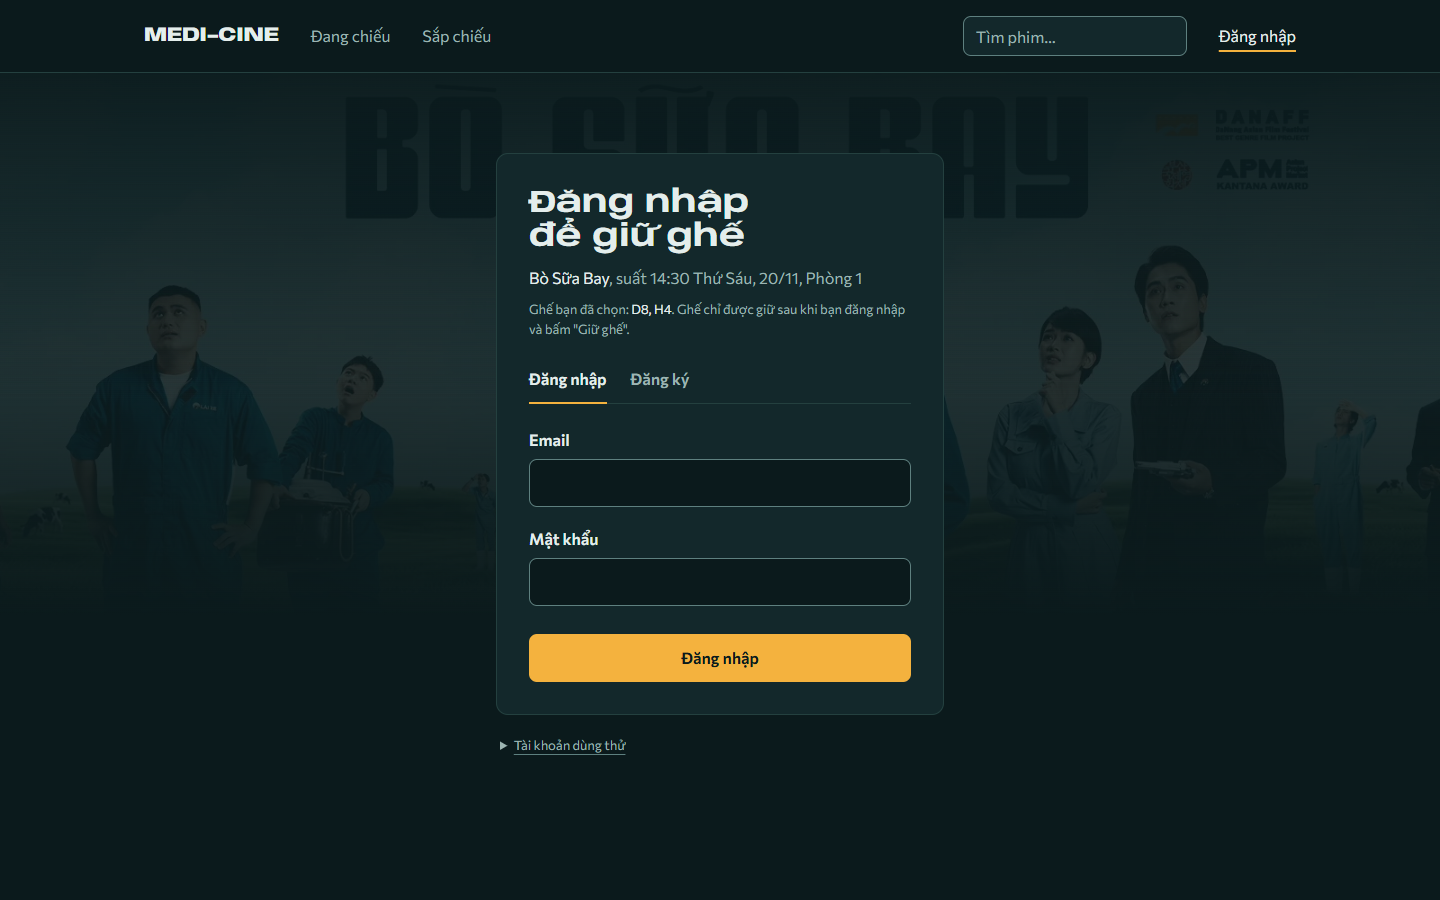 MEDI-CINE
Đang chiếu
Sắp chiếu
Tìm phim...
Đăng nhập
BÒ SỮA BAY
DANAFF
APM
KANTANA AWARD
Đăng nhập
để giữ ghế
Bò Sữa Bay, suất 14:30 Thứ Sáu, 20/11, Phòng 1
Ghế bạn đã chọn: D8, H4. Ghế chỉ được giữ sau khi bạn đăng nhập
và bấm "Giữ ghế".
Đăng nhập
Đăng ký
Email
Mật khẩu
Đăng nhập
Tài khoản dùng thử